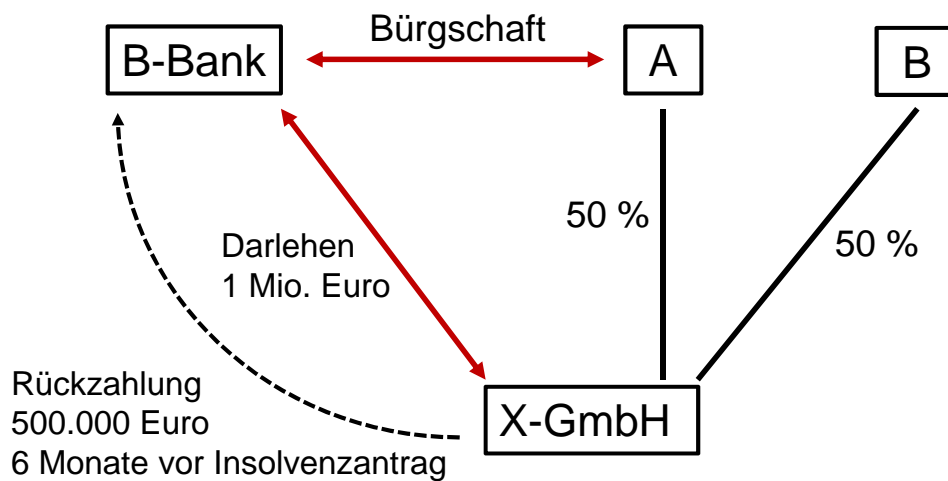 Bürgschaft
B-Bank
A
B
50 %
50 %
Darlehen
1 Mio. Euro
Rückzahlung
500.000 Euro
6 Monate vor Insolvenzantrag
X-GmbH